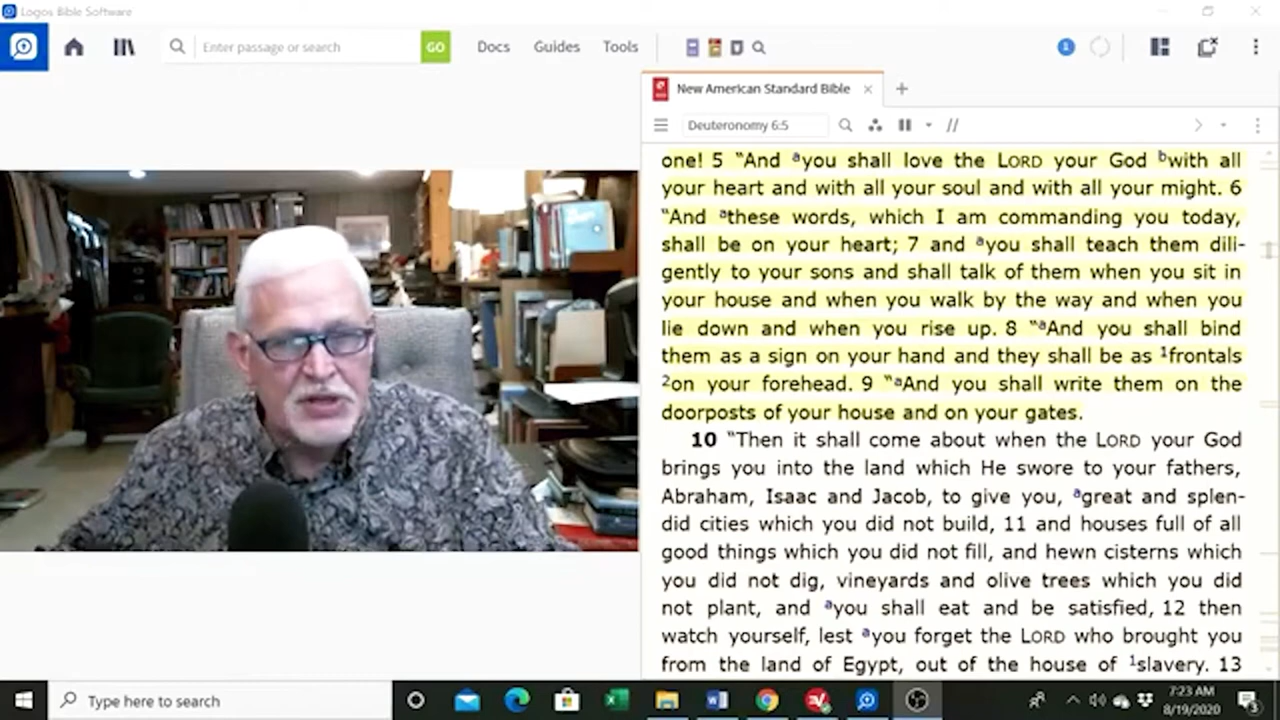 Logos Bible Software
Enter passage or search
GO
Docs
Guides
Tools
1
New American Standard Bible
Deuteronomy 6:5
one! 5 “And ᵃyou shall love the LORD your God ᵇwith all
your heart and with all your soul and with all your might. 6
“And ᵃthese words, which I am commanding you today,
shall be on your heart; 7 and ᵃyou shall teach them dili-
gently to your sons and shall talk of them when you sit in
your house and when you walk by the way and when you
lie down and when you rise up. 8 “ᵃAnd you shall bind
them as a sign on your hand and they shall be as ¹frontals
²on your forehead. 9 “ᵃAnd you shall write them on the
doorposts of your house and on your gates.
10 “Then it shall come about when the LORD your God
brings you into the land which He swore to your fathers,
Abraham, Isaac and Jacob, to give you, ᵃgreat and splen-
did cities which you did not build, 11 and houses full of all
good things which you did not fill, and hewn cisterns which
you did not dig, vineyards and olive trees which you did
not plant, and ᵃyou shall eat and be satisfied, 12 then
watch yourself, lest ᵃyou forget the LORD who brought you
from the land of Egypt, out of the house of ¹slavery. 13
Type here to search
7:23 AM
8/19/2020
3